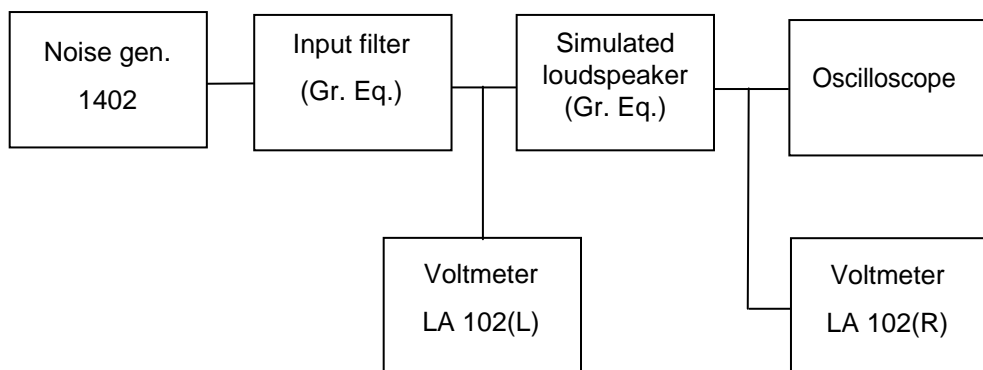 Noise gen.
1402
Input filter
(Gr. Eq.)
Simulated
loudspeaker
(Gr. Eq.)
Oscilloscope
Voltmeter
LA 102(L)
Voltmeter
LA 102(R)